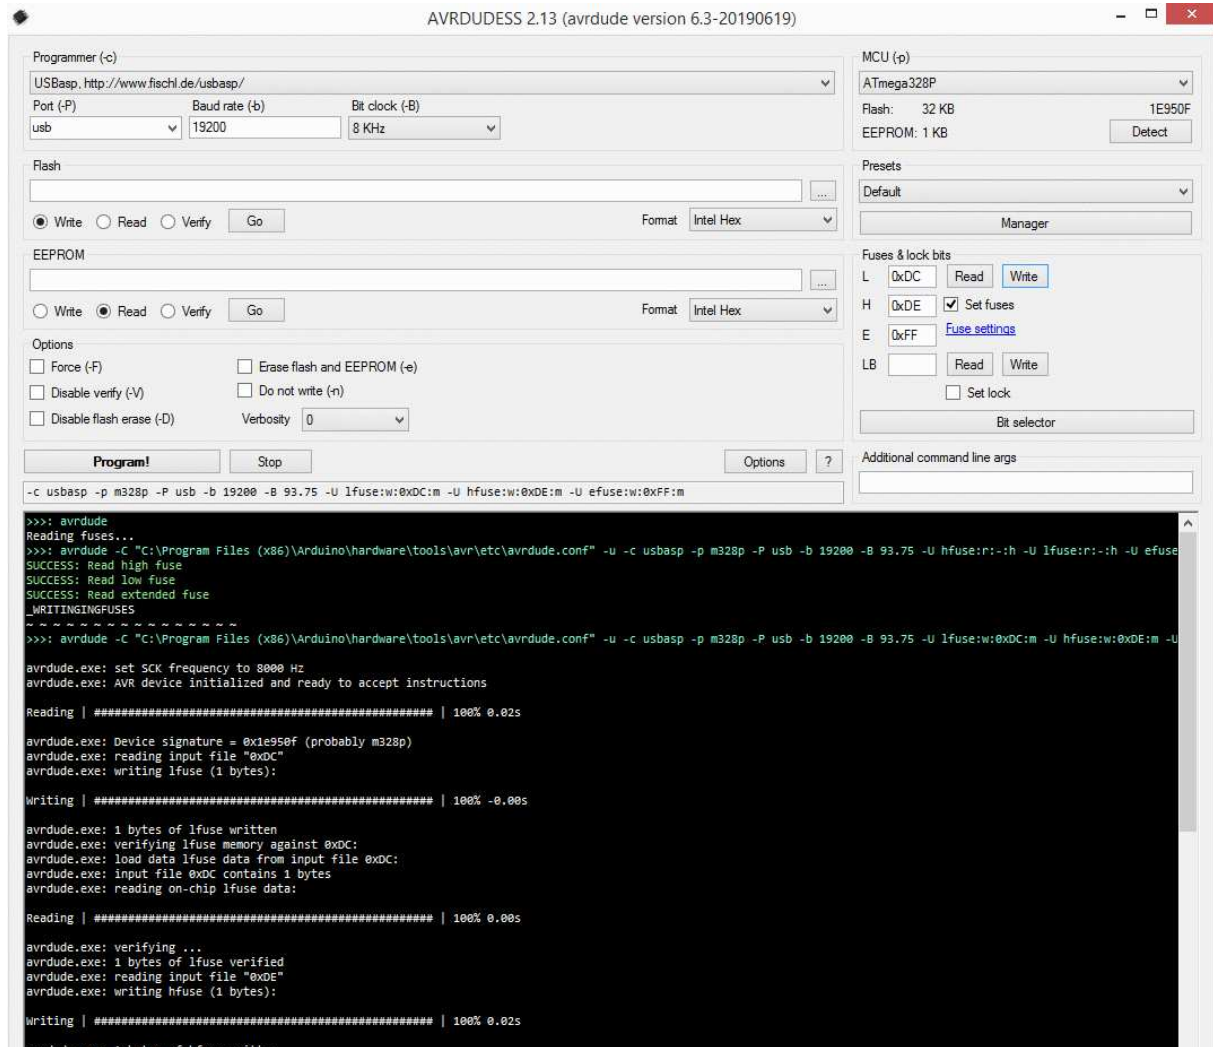 AVRDUDESS 2.13 (avrdude version 6.3-20190619)
Programmer (-c)
USBasp, http://www.fischl.de/usbasp/
Port (-P) Baud rate (-b) Bit clock (-B)
usb 19200 8 KHz
MCU (-p)
ATmega328P
Flash: 32 KB 1E950F
EEPROM: 1 KB Detect
Flash
...
Write Read Verify Go Format Intel Hex
Presets
Default
Manager
EEPROM
...
Write Read Verify Go Format Intel Hex
Fuses & lock bits
L 0xDC Read Write
H 0xDE Set fuses
E 0xFF Fuse settings
LB Read Write
Set lock
Bit selector
Options
Force (-F) Erase flash and EEPROM (-e)
Disable verify (-V) Do not write (-n)
Disable flash erase (-D) Verbosity 0
Program! Stop Options ?
Additional command line args
-c usbasp -p m328p -P usb -b 19200 -B 93.75 -U lfuse:w:0xDC:m -U hfuse:w:0xDE:m -U efuse:w:0xFF:m
>>>: avrdude
Reading fuses...
>>>: avrdude -C "C:\Program Files (x86)\Arduino\hardware\tools\avr\etc\avrdude.conf" -u -c usbasp -p m328p -P usb -b 19200 -B 93.75 -U hfuse:r:-:h -U lfuse:r:-:h -U efuse
SUCCESS: Read high fuse
SUCCESS: Read low fuse
SUCCESS: Read extended fuse
_WRITINGINGFUSES
~ ~ ~ ~ ~ ~ ~ ~ ~ ~ ~ ~ ~ ~ ~ ~
>>>: avrdude -C "C:\Program Files (x86)\Arduino\hardware\tools\avr\etc\avrdude.conf" -u -c usbasp -p m328p -P usb -b 19200 -B 93.75 -U lfuse:w:0xDC:m -U hfuse:w:0xDE:m -U
avrdude.exe: set SCK frequency to 8000 Hz
avrdude.exe: AVR device initialized and ready to accept instructions
Reading | ################################################## | 100% 0.02s
avrdude.exe: Device signature = 0x1e950f (probably m328p)
avrdude.exe: reading input file "0xDC"
avrdude.exe: writing lfuse (1 bytes):
Writing | ################################################## | 100% -0.00s
avrdude.exe: 1 bytes of lfuse written
avrdude.exe: verifying lfuse memory against 0xDC:
avrdude.exe: load data lfuse data from input file 0xDC:
avrdude.exe: input file 0xDC contains 1 bytes
avrdude.exe: reading on-chip lfuse data:
Reading | ################################################## | 100% 0.00s
avrdude.exe: verifying ...
avrdude.exe: 1 bytes of lfuse verified
avrdude.exe: reading input file "0xDE"
avrdude.exe: writing hfuse (1 bytes):
Writing | ################################################## | 100% 0.02s